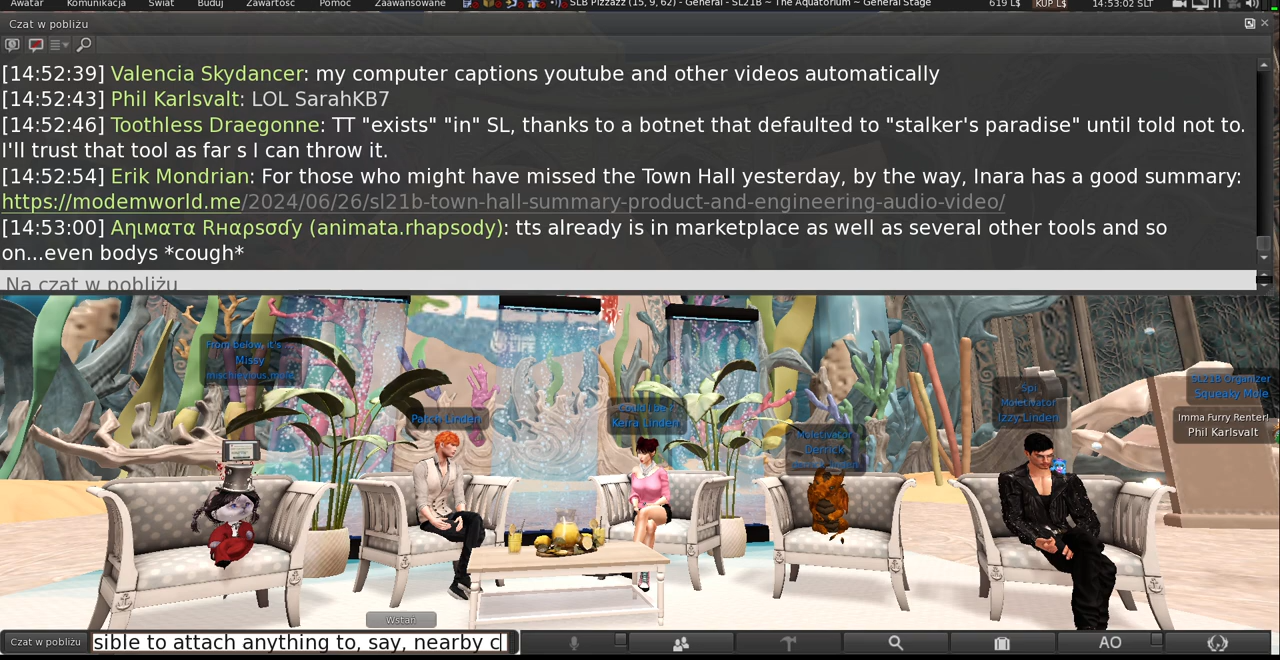 Awatar Komunikacja Świat Buduj Zawartość Pomoc Zaawansowane SLB Pizzazz (15, 9, 62) - General - SL21B ~ The Aquatorium ~ General Stage 619 L$ KUP L$ 14:53:02 SLT
Czat w pobliżu
[14:52:39] Valencia Skydancer: my computer captions youtube and other videos automatically
[14:52:43] Phil Karlsvalt: LOL SarahKB7
[14:52:46] Toothless Draegonne: TT "exists" "in" SL, thanks to a botnet that defaulted to "stalker's paradise" until told not to.
I'll trust that tool as far s I can throw it.
[14:52:54] Erik Mondrian: For those who might have missed the Town Hall yesterday, by the way, Inara has a good summary:
https://modemworld.me/2024/06/26/sl21b-town-hall-summary-product-and-engineering-audio-video/
[14:53:00] Αηιмαтα Rнαρѕσɗу (animata.rhapsody): tts already is in marketplace as well as several other tools and so
on...even bodys *cough*
Na czat w pobliżu
From below, it's
Missy
Patch Linden
Keira Linden
Moletivator
Derrick
Spi
Moletivator
Izzy Linden
SL21B Organizer
Squeaky Mole
Imma Furry Renter!
Phil Karlsvalt
Wstań
Czat w pobliżu
sible to attach anything to, say, nearby c
AO